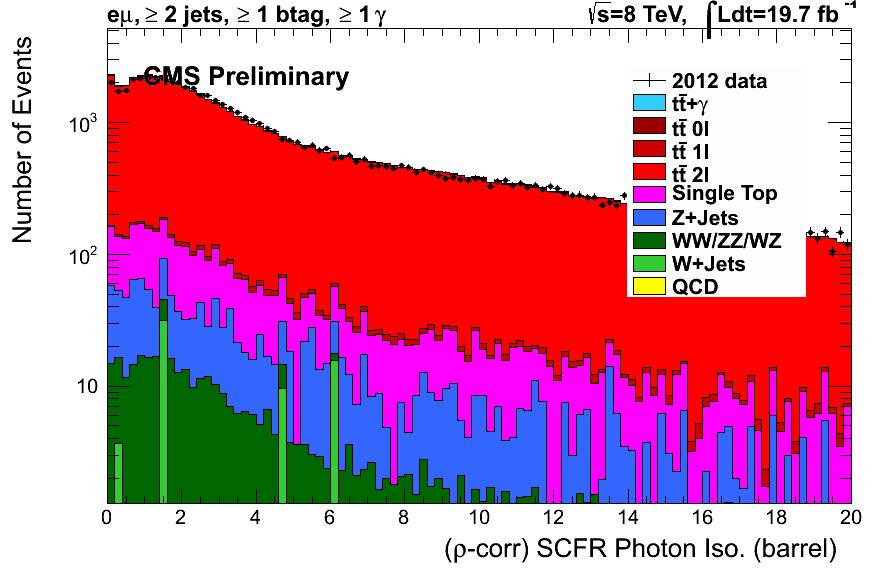 eμ, ≥ 2 jets, ≥ 1 btag, ≥ 1 γ
√s=8 TeV, ∫Ldt=19.7 fb⁻¹
CMS Preliminary
2012 data
tt̄+γ
tt̄ 0l
tt̄ 1l
tt̄ 2l
Single Top
Z+Jets
WW/ZZ/WZ
W+Jets
QCD
Number of Events
10³
10²
10
0 2 4 6 8 10 12 14 16 18 20
(ρ-corr) SCFR Photon Iso. (barrel)